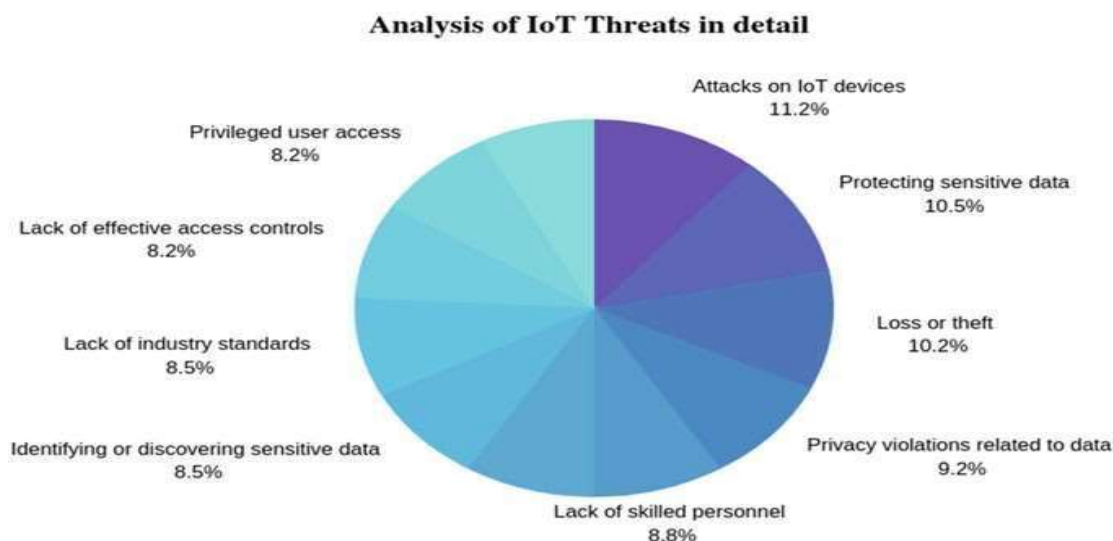 Analysis of IoT Threats in detail
Attacks on IoT devices
11.2%
Protecting sensitive data
10.5%
Loss or theft
10.2%
Privacy violations related to data
9.2%
Lack of skilled personnel
8.8%
Identifying or discovering sensitive data
8.5%
Lack of industry standards
8.5%
Lack of effective access controls
8.2%
Privileged user access
8.2%